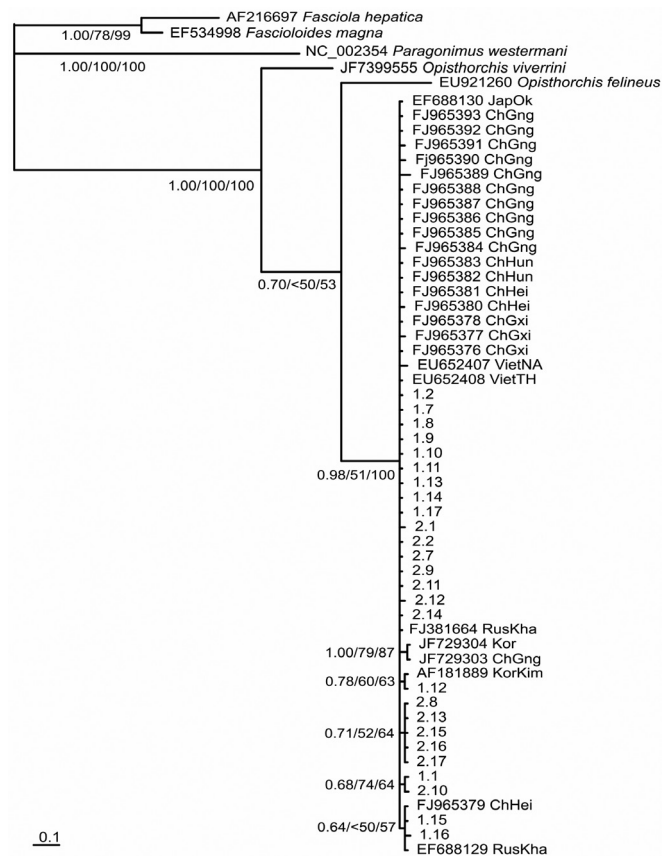 AF216697 Fasciola hepatica
EF534998 Fascioloides magna
1.00/78/99
NC_002354 Paragonimus westermani
1.00/100/100
JF7399555 Opisthorchis viverrini
EU921260 Opisthorchis felineus
EF688130 JapOk
FJ965393 ChGng
FJ965392 ChGng
FJ965391 ChGng
Fj965390 ChGng
FJ965389 ChGng
FJ965388 ChGng
1.00/100/100
FJ965387 ChGng
FJ965386 ChGng
FJ965385 ChGng
FJ965384 ChGng
FJ965383 ChHun
FJ965382 ChHun
0.70/<50/53
FJ965381 ChHei
FJ965380 ChHei
FJ965378 ChGxi
FJ965377 ChGxi
FJ965376 ChGxi
EU652407 VietNA
EU652408 VietTH
1.2
1.7
1.8
1.9
1.10
1.11
0.98/51/100
1.13
1.14
1.17
2.1
2.2
2.7
2.9
2.11
2.12
2.14
FJ381664 RusKha
JF729304 Kor
1.00/79/87
JF729303 ChGng
AF181889 KorKim
0.78/60/63
1.12
2.8
2.13
2.15
0.71/52/64
2.16
2.17
1.1
0.68/74/64
2.10
FJ965379 ChHei
1.15
0.64/<50/57
1.16
EF688129 RusKha
0.1